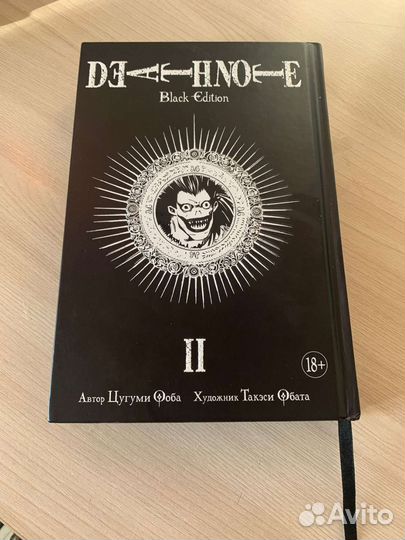 DEATH NOTE
Black Edition
II
18+
Автор Цугуми Ооба Художник Такэси Обата
Avito